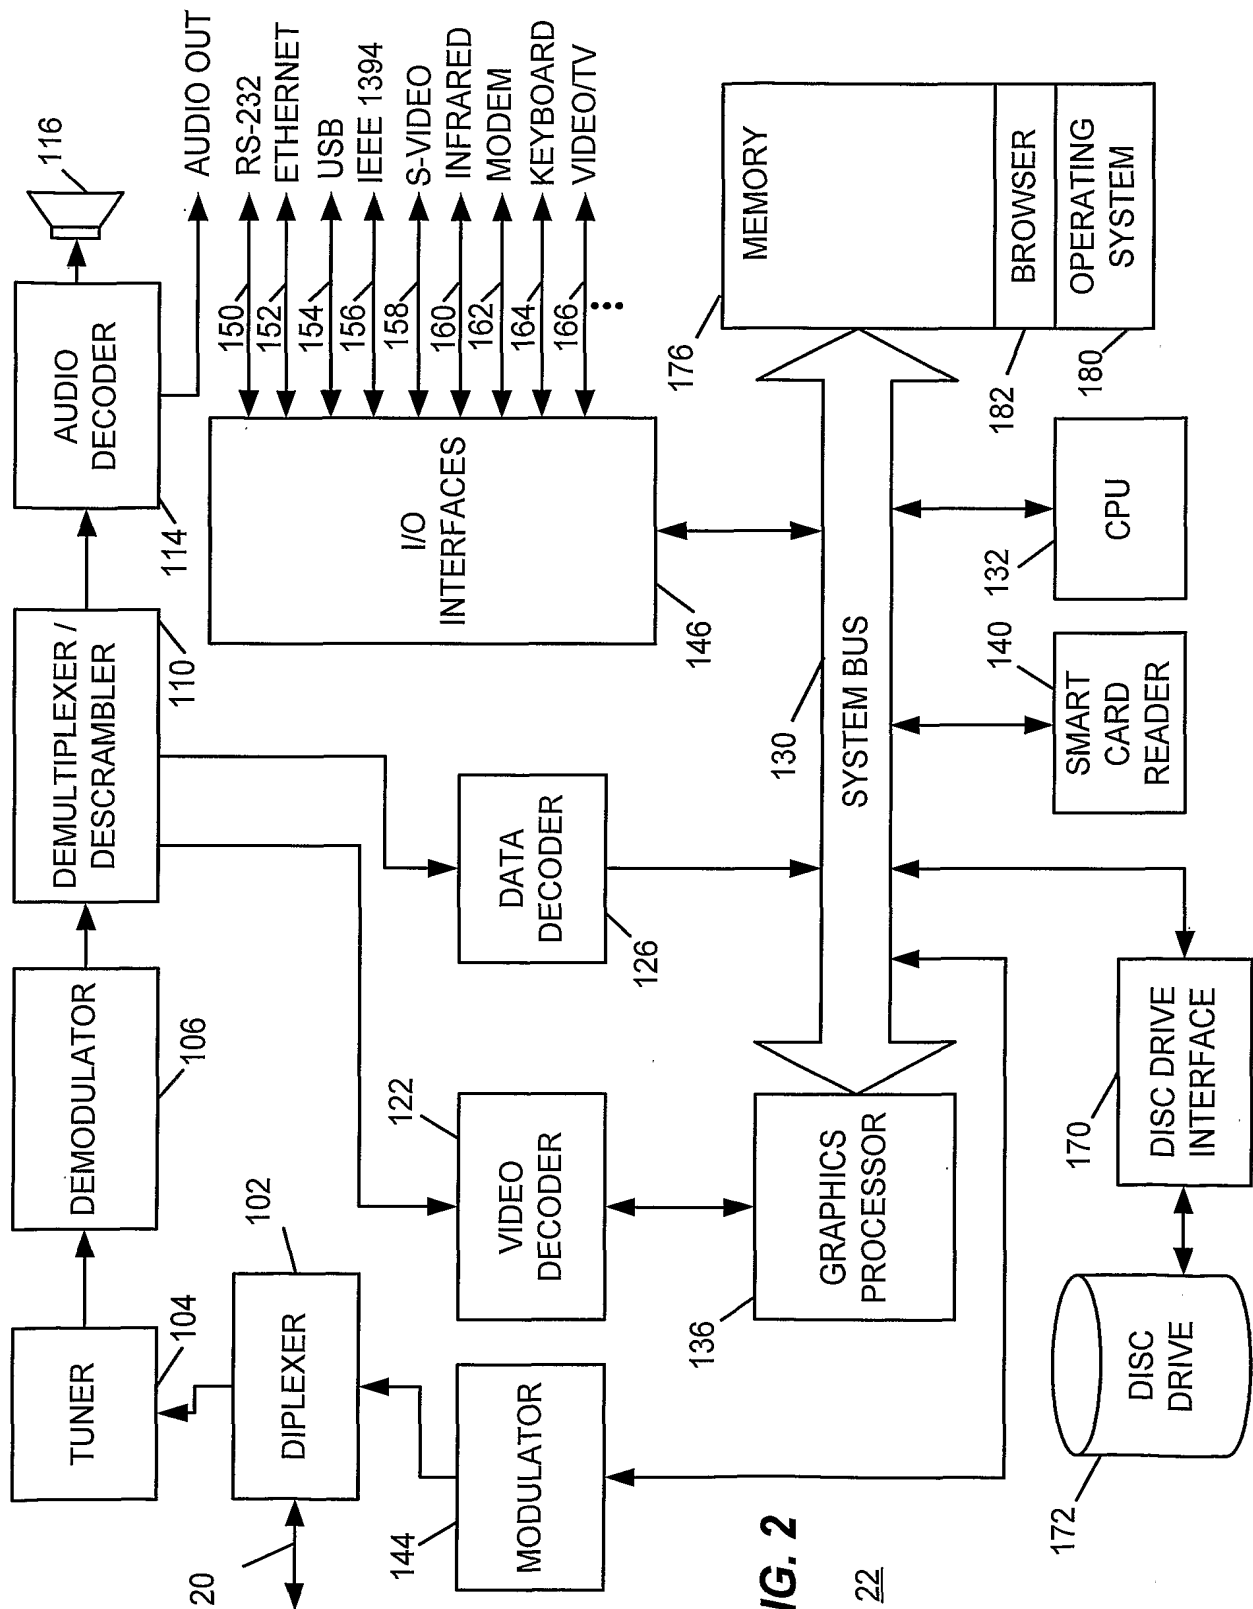 TUNER
104
DEMODULATOR
106
DEMULTIPLEXER /
DESCRAMBLER
110
AUDIO
DECODER
114
116
AUDIO OUT
20
DIPLEXER
102
I/O
INTERFACES
146
150
RS-232
152
ETHERNET
154
USB
156
IEEE 1394
158
S-VIDEO
160
INFRARED
162
MODEM
164
KEYBOARD
166
VIDEO/TV
144
MODULATOR
122
VIDEO
DECODER
DATA
DECODER
126
136
GRAPHICS
PROCESSOR
130
SYSTEM BUS
176
MEMORY
182
BROWSER
180
OPERATING
SYSTEM
IG. 2
22
172
DISC
DRIVE
170
DISC DRIVE
INTERFACE
140
SMART
CARD
READER
132
CPU